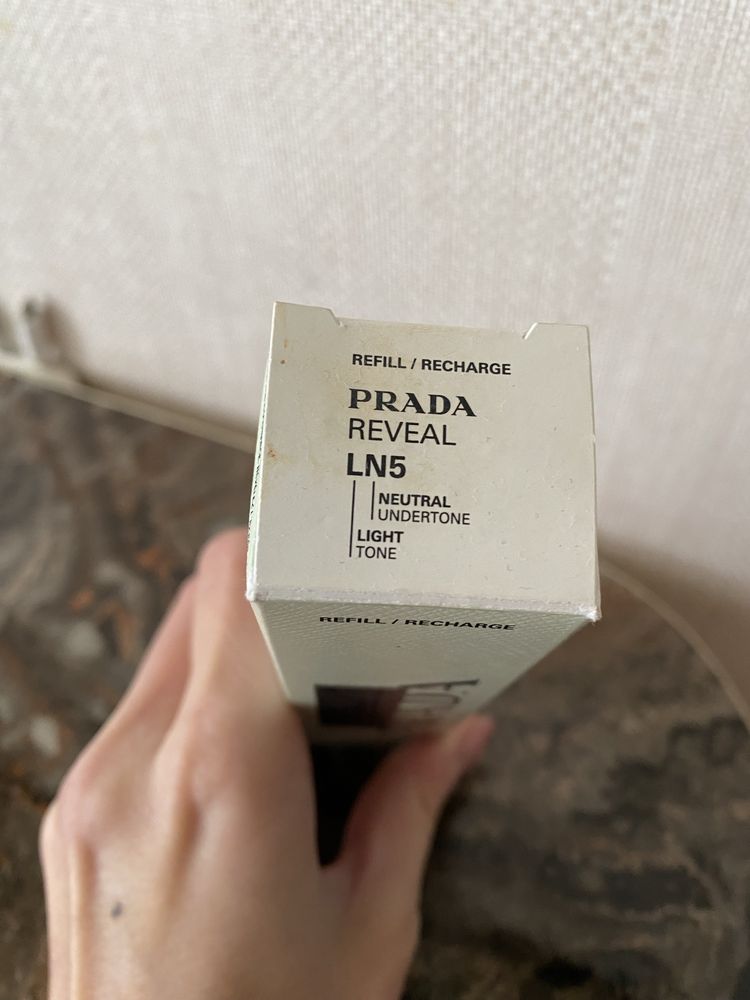 REFILL / RECHARGE
PRADA
REVEAL
LN5
NEUTRAL
UNDERTONE
LIGHT
TONE
REFILL / RECHARGE